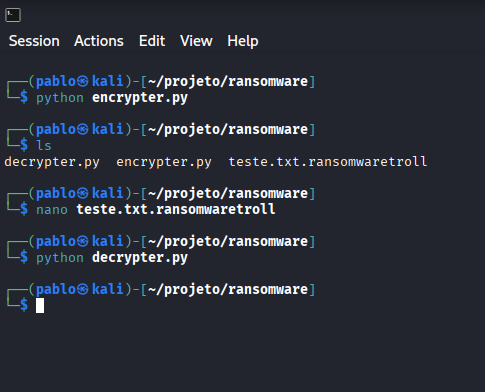 Session Actions Edit View Help
┌──(pablo㉿kali)-[~/projeto/ransomware]
└─$ python encrypter.py
┌──(pablo㉿kali)-[~/projeto/ransomware]
└─$ ls
decrypter.py encrypter.py teste.txt.ransomwaretroll
┌──(pablo㉿kali)-[~/projeto/ransomware]
└─$ nano teste.txt.ransomwaretroll
┌──(pablo㉿kali)-[~/projeto/ransomware]
└─$ python decrypter.py
┌──(pablo㉿kali)-[~/projeto/ransomware]
└─$